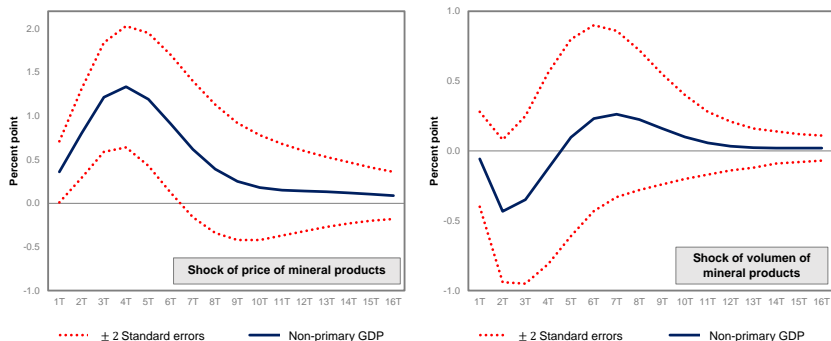 Percent point
2.0
1.5
1.0
0.5
0.0
-0.5
-1.0
Shock of price of mineral products
1T 2T 3T 4T 5T 6T 7T 8T 9T 10T 11T 12T 13T 14T 15T 16T
± 2 Standard errors
Non-primary GDP
Percent point
1.0
0.5
0.0
-0.5
-1.0
Shock of volumen of
mineral products
1T 2T 3T 4T 5T 6T 7T 8T 9T 10T 11T 12T 13T 14T 15T 16T
± 2 Standard errors
Non-primary GDP